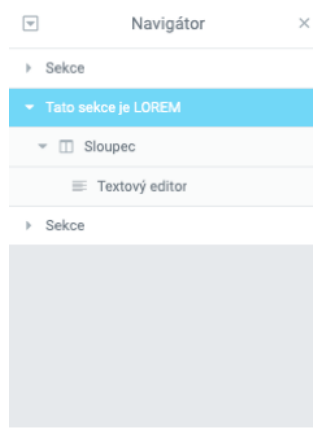 Navigátor
Sekce
Tato sekce je LOREM
Sloupec
Textový editor
Sekce